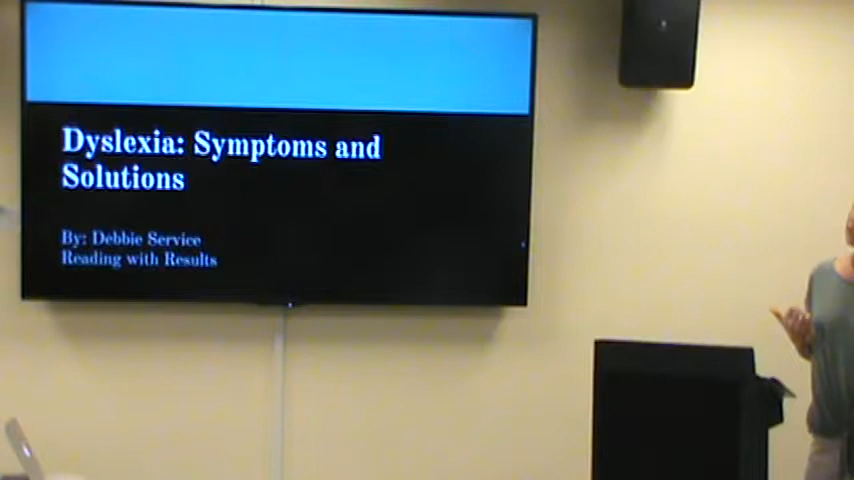 Dyslexia: Symptoms and
Solutions
By: Debbie Service
Reading with Results